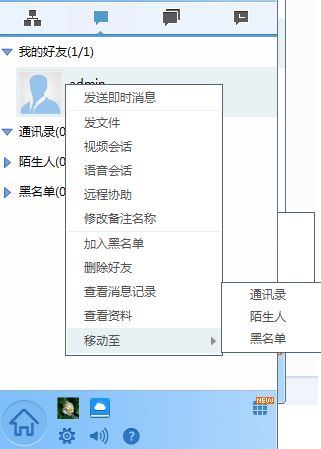 我的好友(1/1)
admin
发送即时消息
发文件
通讯录(0
视频会话
陌生人(0
语音会话
远程协助
黑名单(0
修改备注名称
加入黑名单
删除好友
查看消息记录
查看资料
移动至
通讯录
陌生人
黑名单
NEW